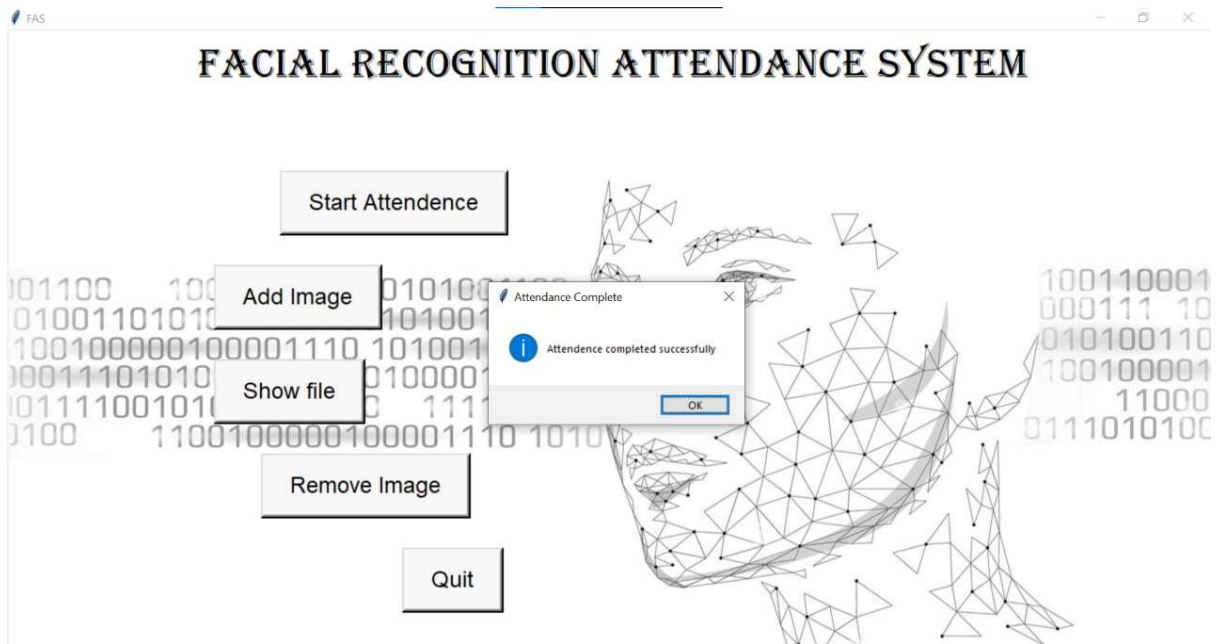 FAS
FACIAL RECOGNITION ATTENDANCE SYSTEM
Start Attendence
Add Image
Show file
Remove Image
Quit
Attendance Complete
i
Attendence completed successfully
OK